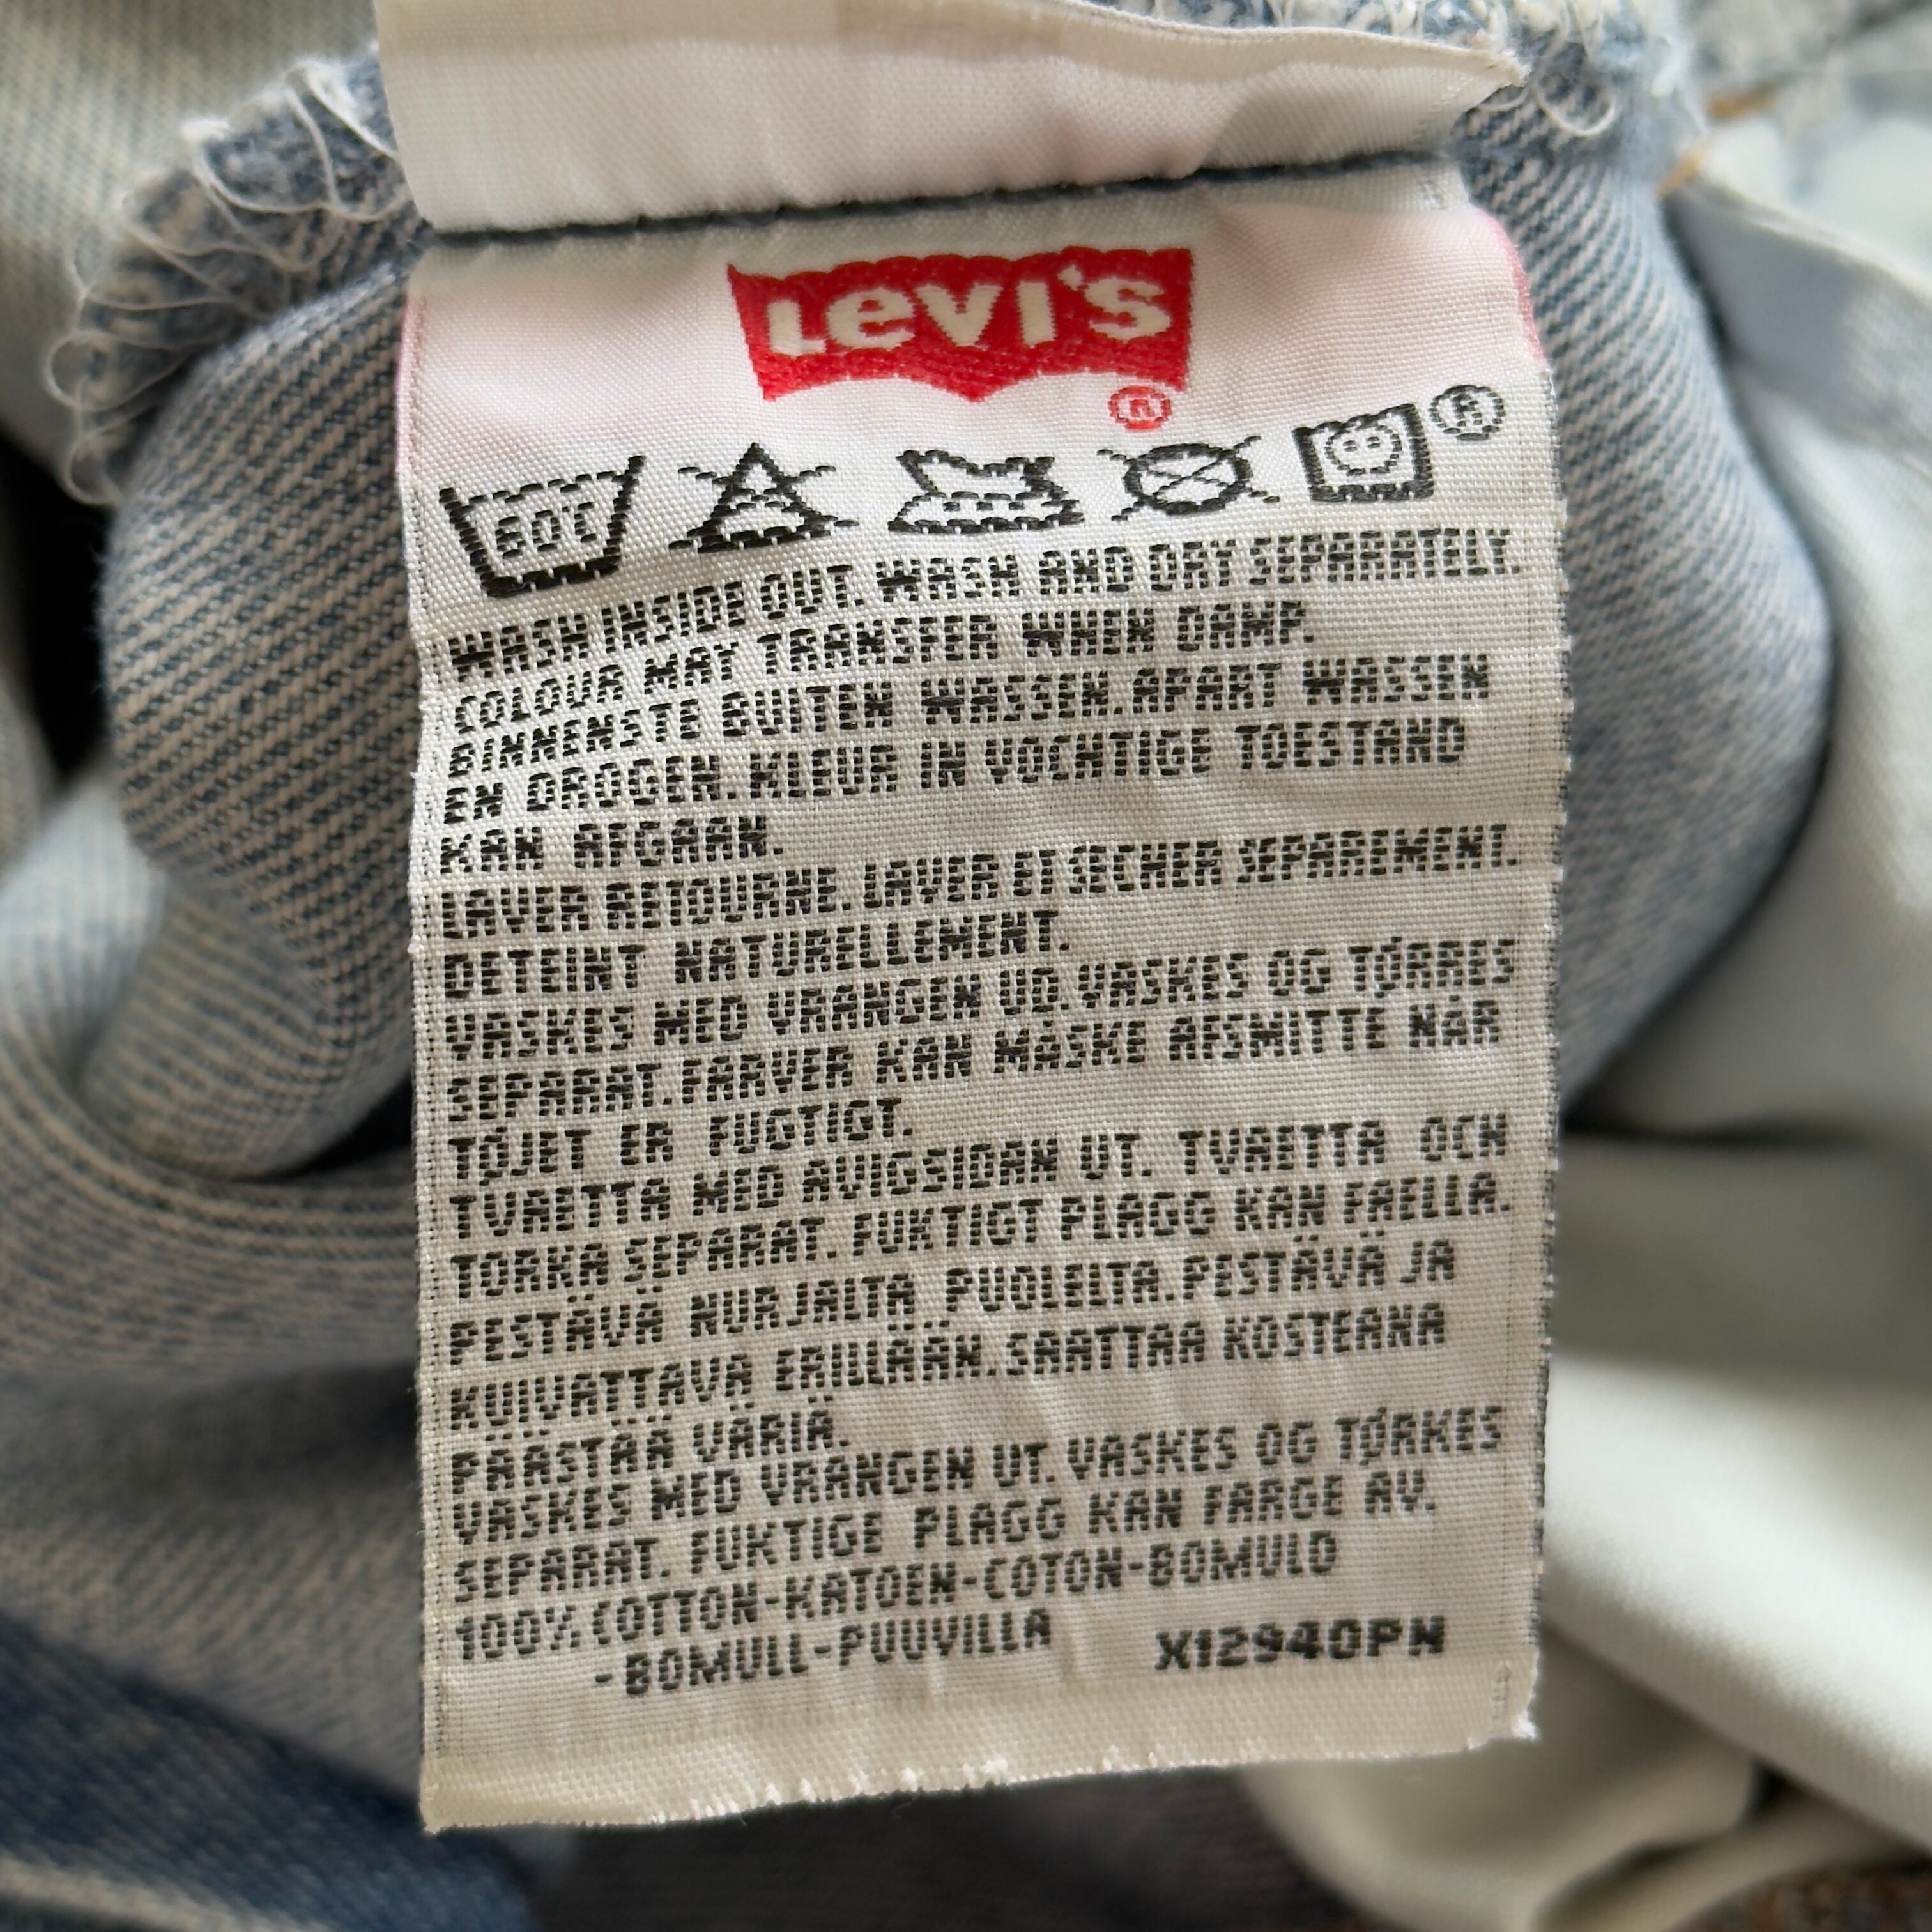 Levi's
®
60°C
®
WASH INSIDE OUT. WASH AND DRY SEPARATELY.
COLOUR MAY TRANSFER WHEN DAMP.
BINNENSTE BUITEN WASSEN. APART WASSEN
EN DROGEN. KLEUR IN VOCHTIGE TOESTAND
KAN AFGAAN.
LAVER RETOURNE. LAVER ET SECHER SEPAREMENT.
DETEINT NATURELLEMENT.
VASKES MED VRANGEN UD. VASKES OG TØRRES
SEPARAT. FARVER KAN MÅSKE AFSMITTE NÅR
TØJET ER FUGTIGT.
TVAETTA MED AVIGSIDAN UT. TVAETTA OCH
TORKA SEPARAT. FUKTIGT PLAGG KAN FAELLA.
PESTÄVÄ NURJALTA PUOLELTA. PESTÄVÄ JA
KUIVATTAVA ERILLÄÄN. SAATTAA KOSTEANA
PÄÄSTÄÄ VÄRIÄ.
VASKES MED VRANGEN UT. VASKES OG TØRKES
SEPARAT. FUKTIGE PLAGG KAN FARGE AV.
100% COTTON-KATOEN-COTON-BOMULD
-BOMULL-PUUVILLA X12940PN